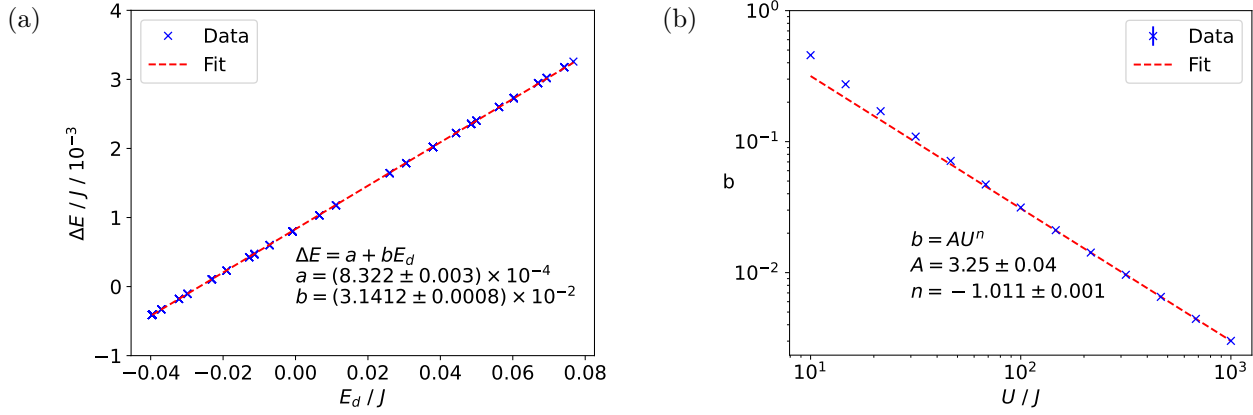 (a)
Data
Fit
ΔE / J / 10⁻³
4
3
2
1
0
−1
ΔE = a + bE_d
a = (8.322 ± 0.003) × 10⁻⁴
b = (3.1412 ± 0.0008) × 10⁻²
−0.04 −0.02 0.00 0.02 0.04 0.06 0.08
E_d / J
(b)
Data
Fit
b
10⁰
10⁻¹
10⁻²
b = AUⁿ
A = 3.25 ± 0.04
n = −1.011 ± 0.001
10¹ 10² 10³
U / J